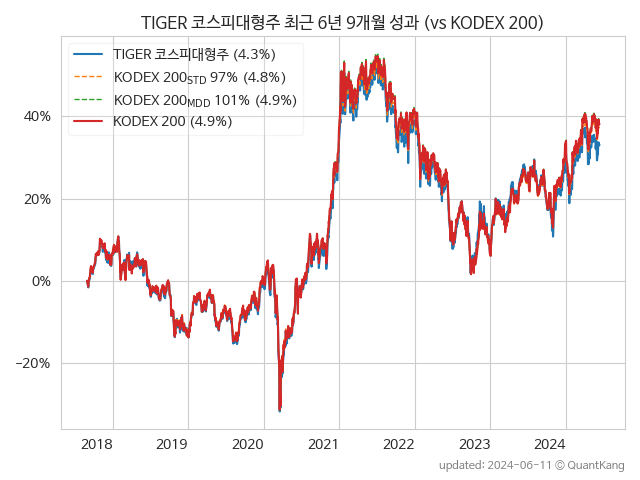 TIGER 코스피대형주 최근 6년 9개월 성과 (vs KODEX 200)
TIGER 코스피대형주 (4.3%)
KODEX 200STD 97% (4.8%)
KODEX 200MDD 101% (4.9%)
KODEX 200 (4.9%)
40%
20%
0%
−20%
2018 2019 2020 2021 2022 2023 2024
updated: 2024-06-11 © QuantKang